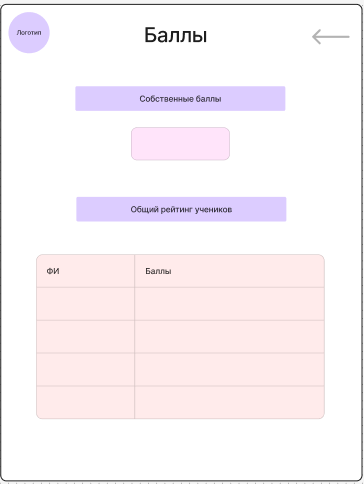 Логотип
Баллы
Собственные баллы
Общий рейтинг учеников
ФИ Баллы